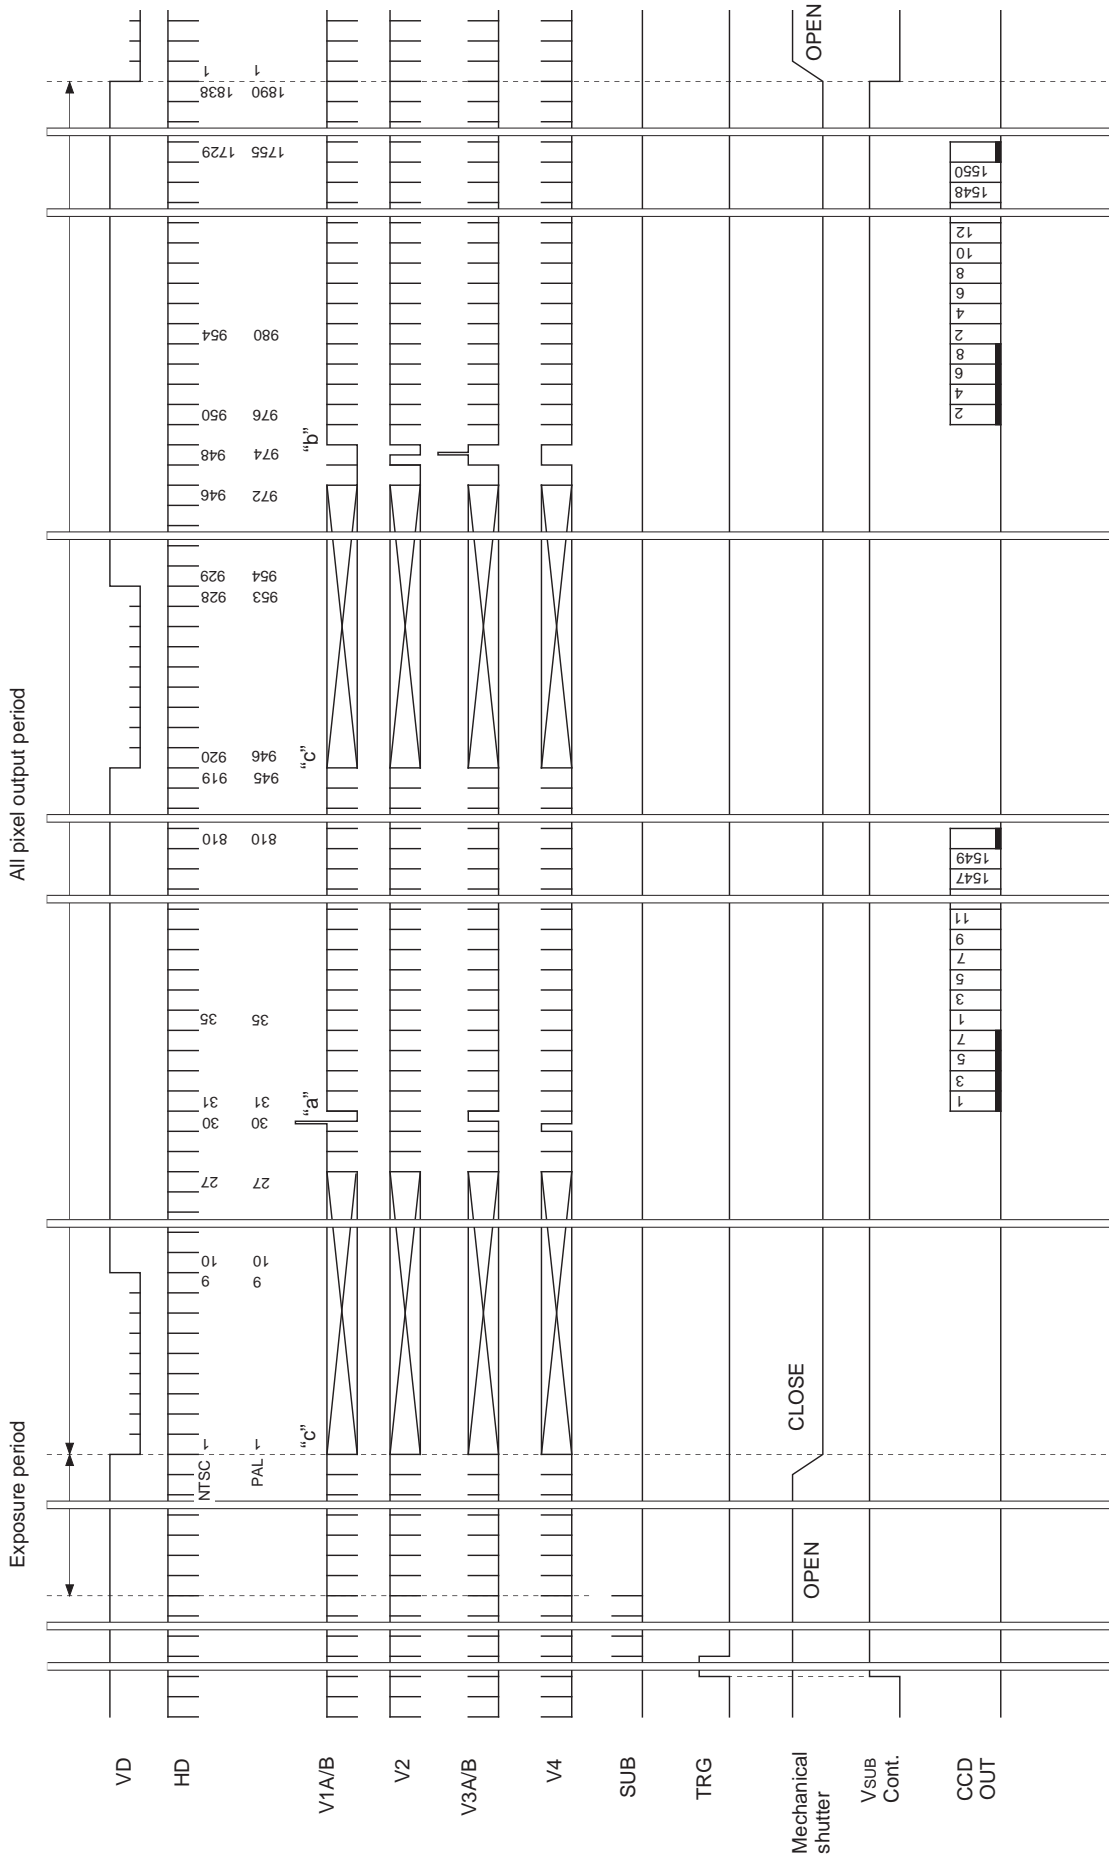 Exposure period
All pixel output period
VD
HD
NTSC
1
9
10
27
30
31
35
810
919
920
928
929
946
948
950
954
1729
1838
1
PAL
1
9
10
27
30
31
35
810
945
946
953
954
972
974
976
980
1755
1890
1
"c"
"a"
"c"
"b"
V1A/B
V2
V3A/B
V4
SUB
TRG
Mechanical
shutter
OPEN
CLOSE
OPEN
VSUB
Cont.
CCD
OUT
1
3
5
7
1
3
5
7
9
11
1547
1549
2
4
6
8
2
4
6
8
10
12
1548
1550